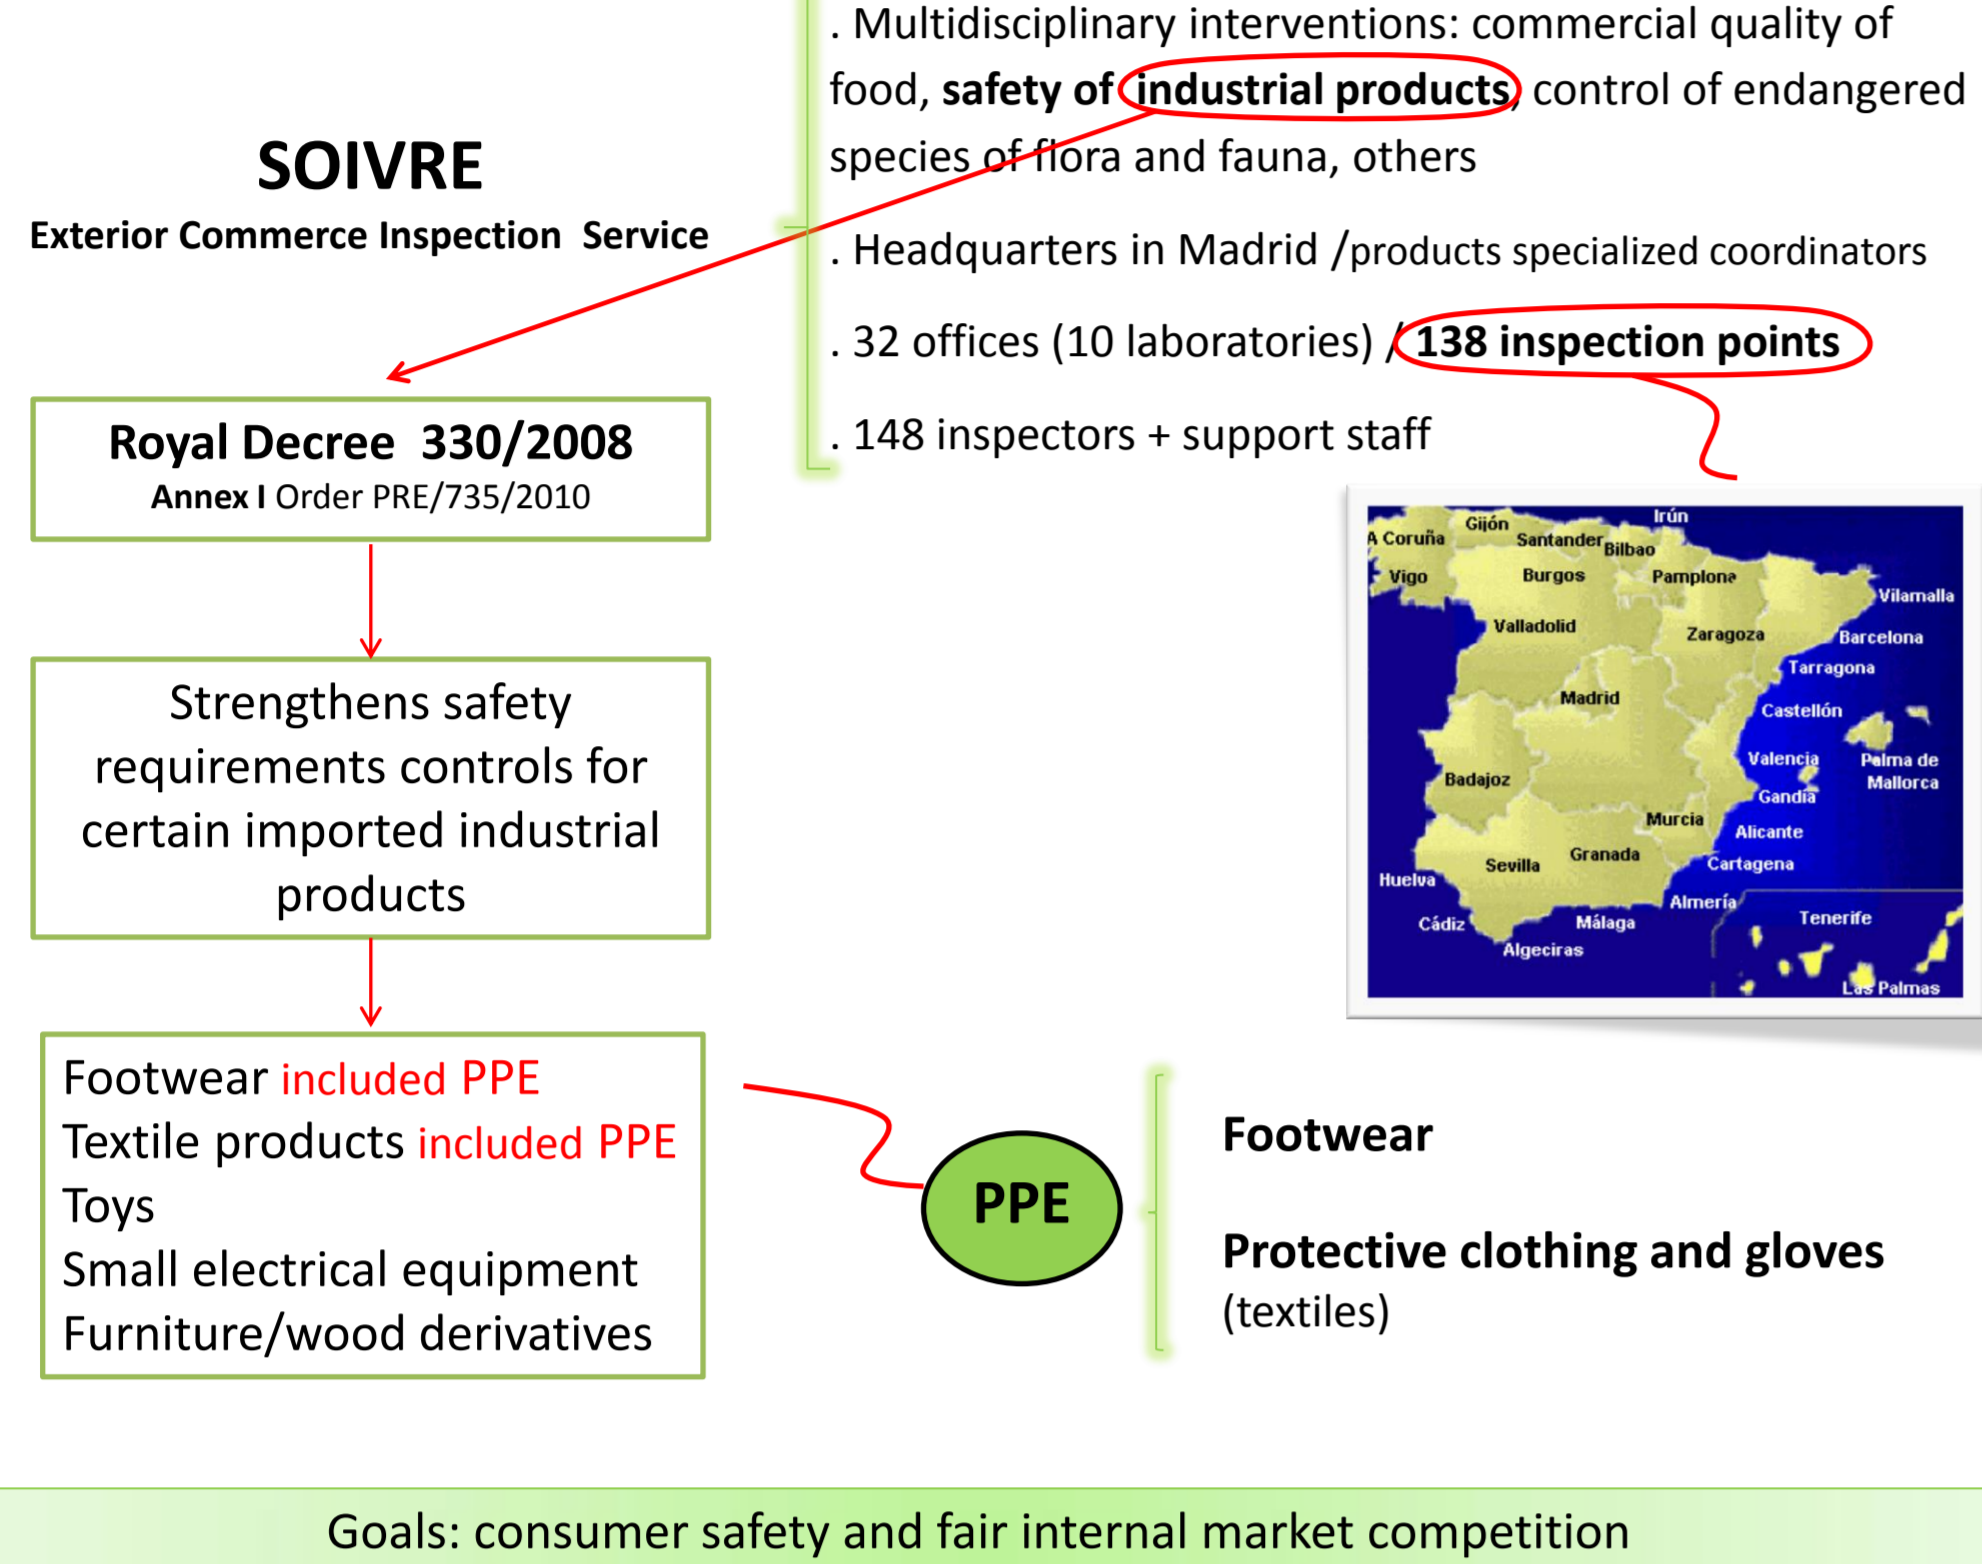 . Multidisciplinary interventions: commercial quality of
food, safety of industrial products, control of endangered
species of flora and fauna, others
SOIVRE
Exterior Commerce Inspection Service
. Headquarters in Madrid /products specialized coordinators
. 32 offices (10 laboratories) / 138 inspection points
. 148 inspectors + support staff
Royal Decree 330/2008
Annex I Order PRE/735/2010
Strengthens safety
requirements controls for
certain imported industrial
products
Footwear included PPE
Textile products included PPE
Toys
Small electrical equipment
Furniture/wood derivatives
A Coruña
Gijón
Santander
Bilbao
Irún
Vigo
Burgos
Pamplona
Vilamalla
Valladolid
Zaragoza
Barcelona
Tarragona
Madrid
Castellón
Valencia
Palma de
Mallorca
Badajoz
Gandia
Murcia
Alicante
Sevilla
Granada
Cartagena
Huelva
Almería
Cádiz
Málaga
Tenerife
Algeciras
Las Palmas
PPE
Footwear
Protective clothing and gloves
(textiles)
Goals: consumer safety and fair internal market competition